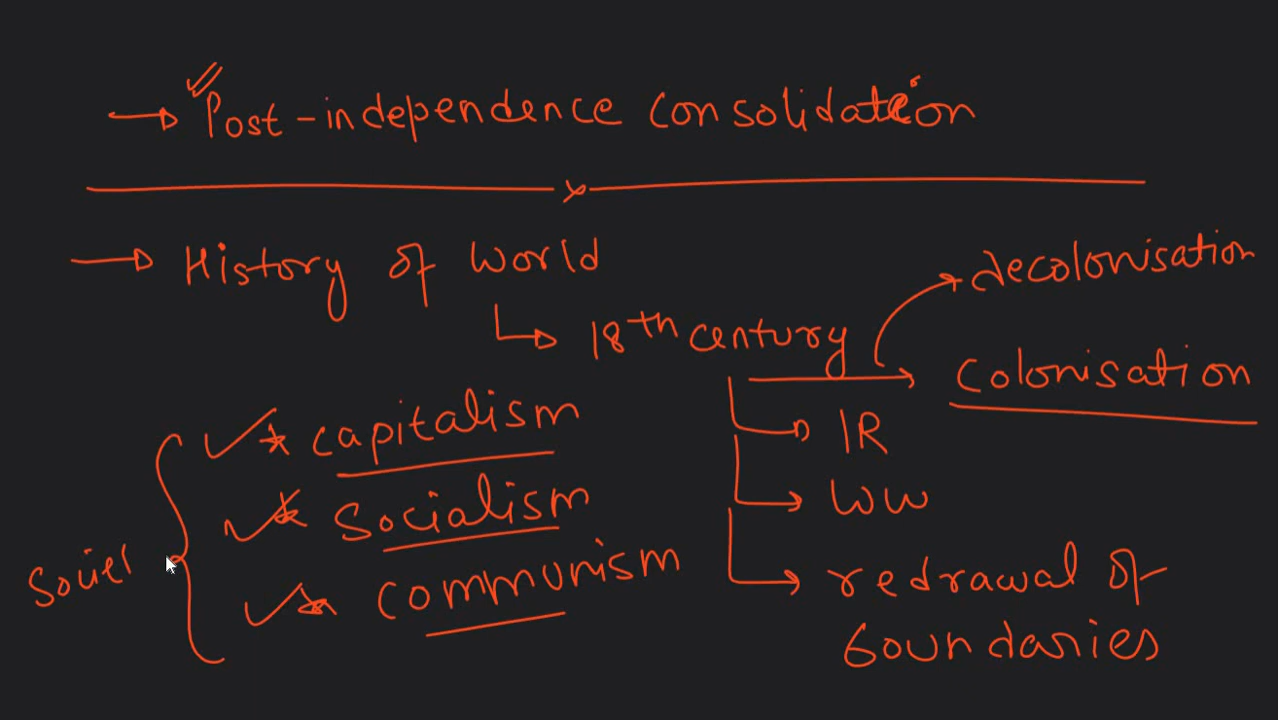 Post-independence consolidation
History of World
18th century
decolonisation
colonisation
IR
WW
redrawal of
boundaries
capitalism
Socialism
communism